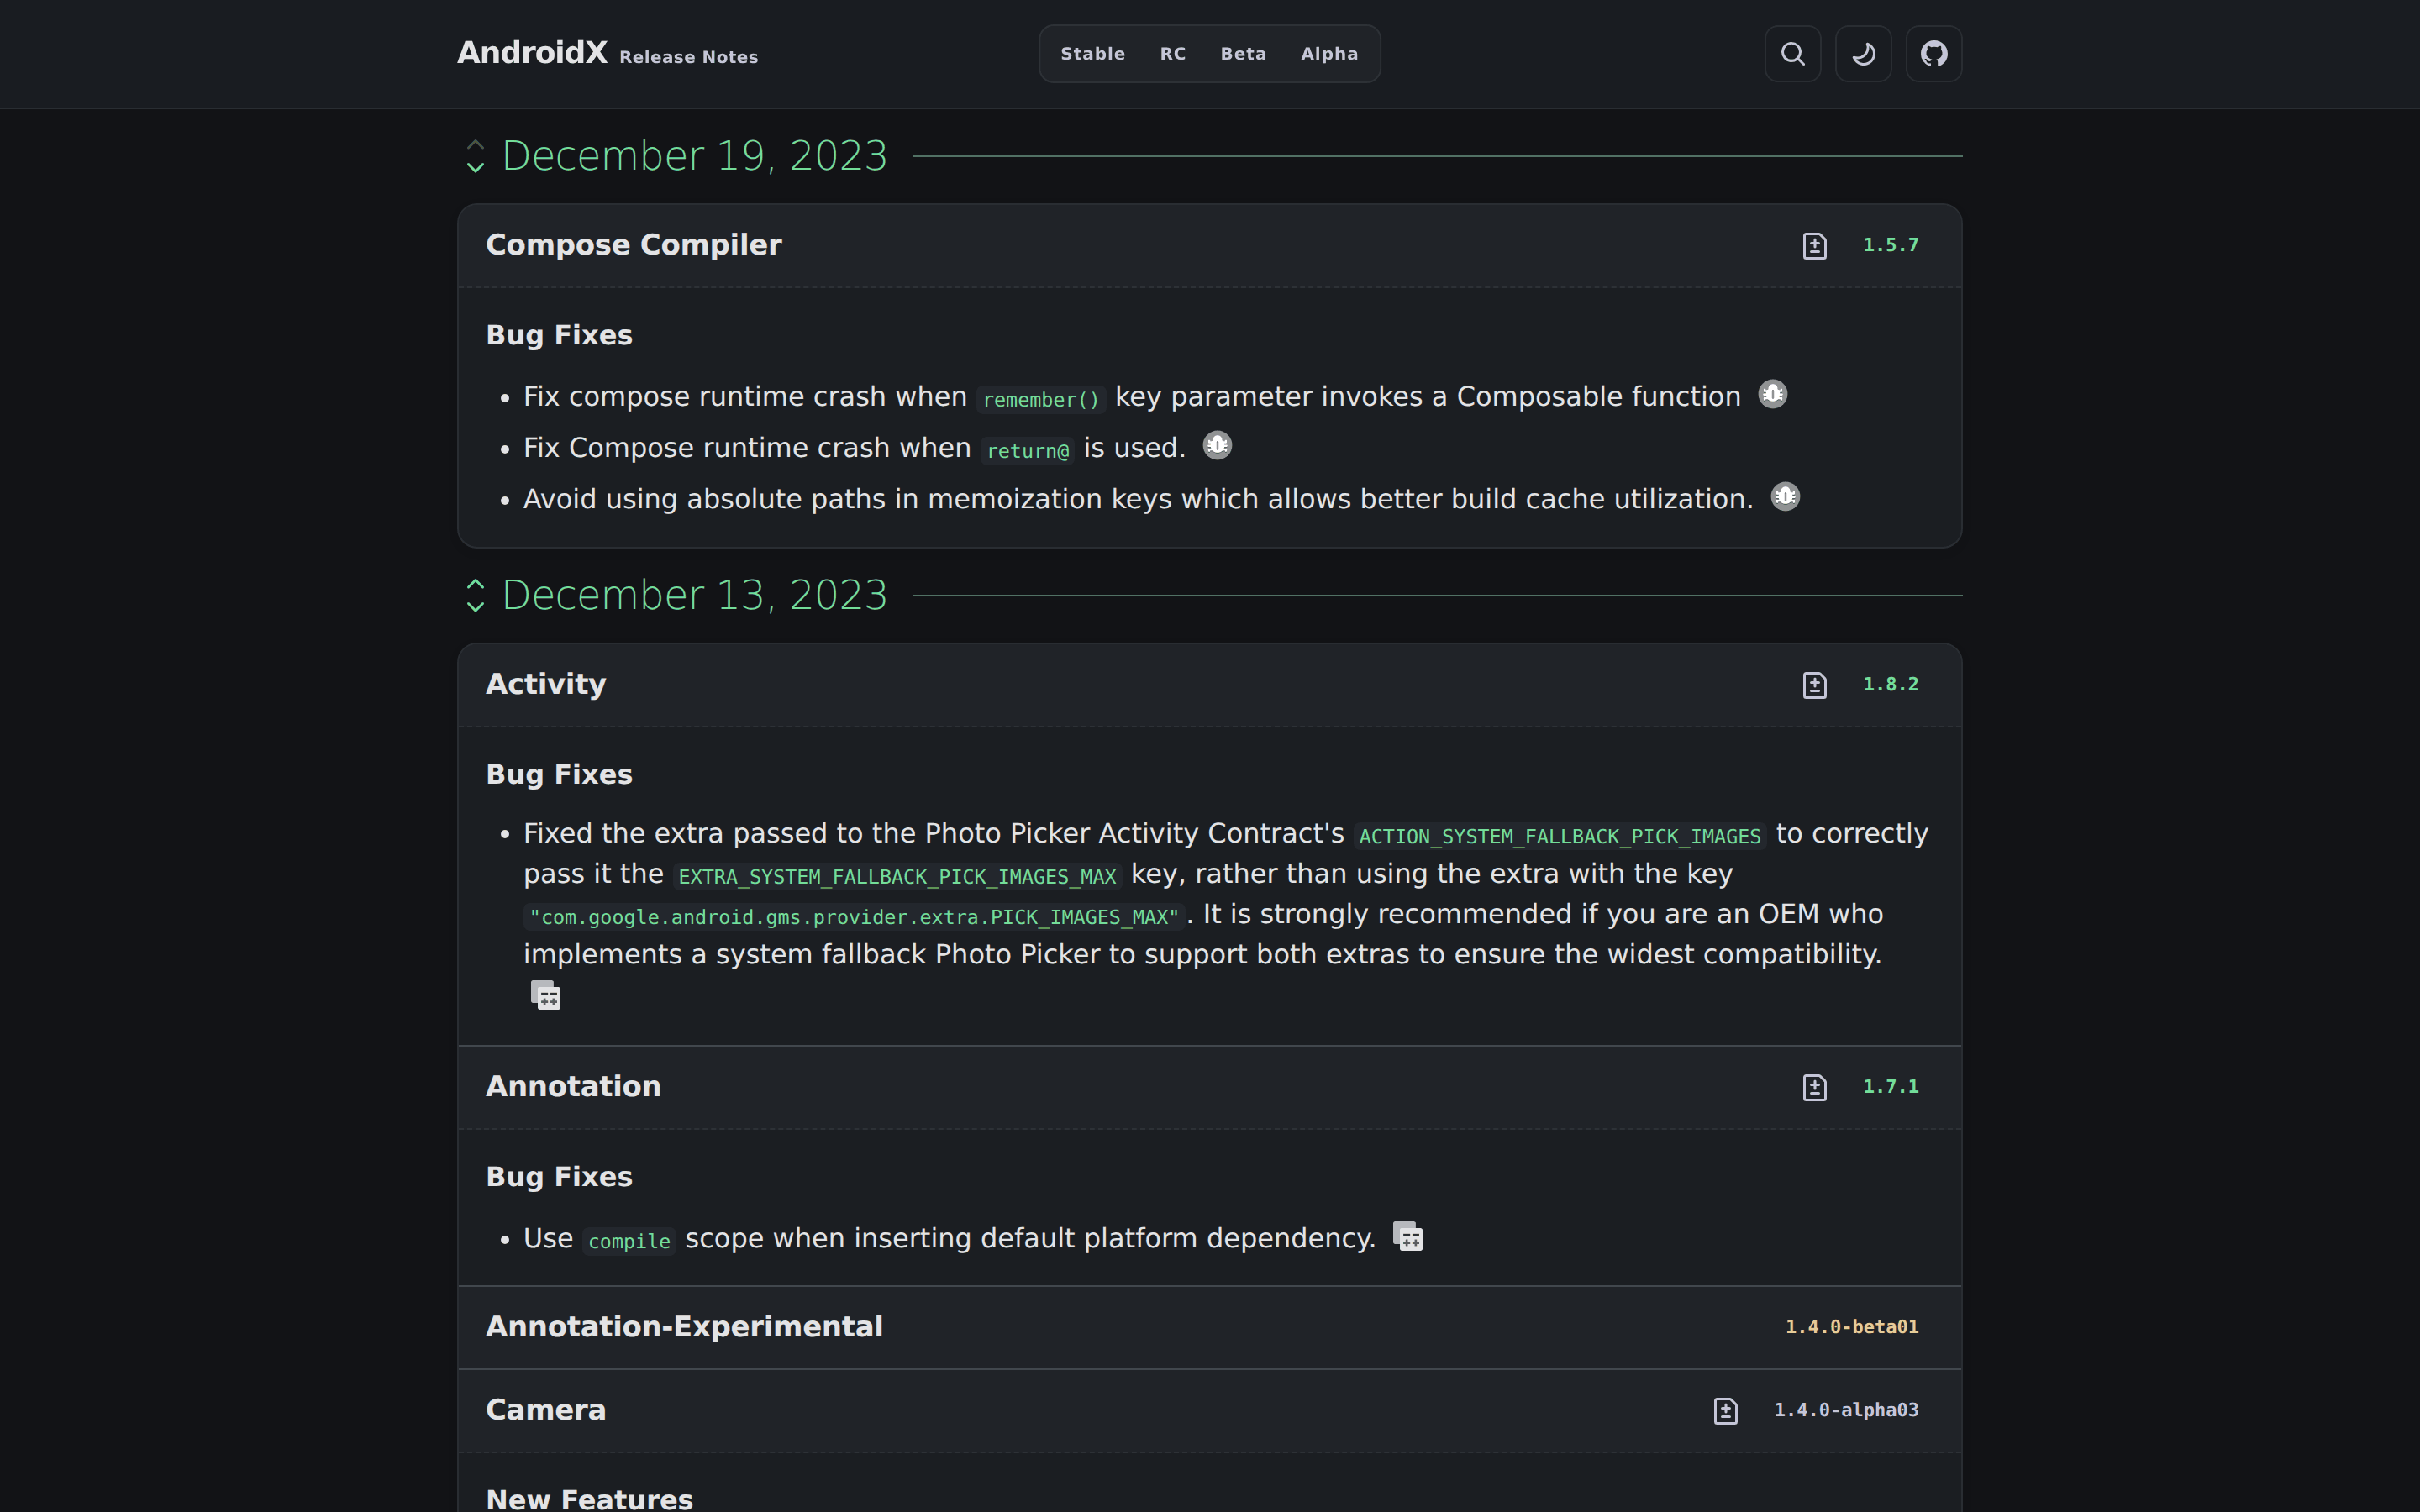 AndroidX Release Notes
Stable RC Beta Alpha
December 19, 2023
Compose Compiler 1.5.7
Bug Fixes
• Fix compose runtime crash when remember() key parameter invokes a Composable function
• Fix Compose runtime crash when return@ is used.
• Avoid using absolute paths in memoization keys which allows better build cache utilization.
December 13, 2023
Activity 1.8.2
Bug Fixes
• Fixed the extra passed to the Photo Picker Activity Contract's ACTION_SYSTEM_FALLBACK_PICK_IMAGES to correctly
pass it the EXTRA_SYSTEM_FALLBACK_PICK_IMAGES_MAX key, rather than using the extra with the key
"com.google.android.gms.provider.extra.PICK_IMAGES_MAX". It is strongly recommended if you are an OEM who
implements a system fallback Photo Picker to support both extras to ensure the widest compatibility.
Annotation 1.7.1
Bug Fixes
• Use compile scope when inserting default platform dependency.
Annotation-Experimental 1.4.0-beta01
Camera 1.4.0-alpha03
New Features